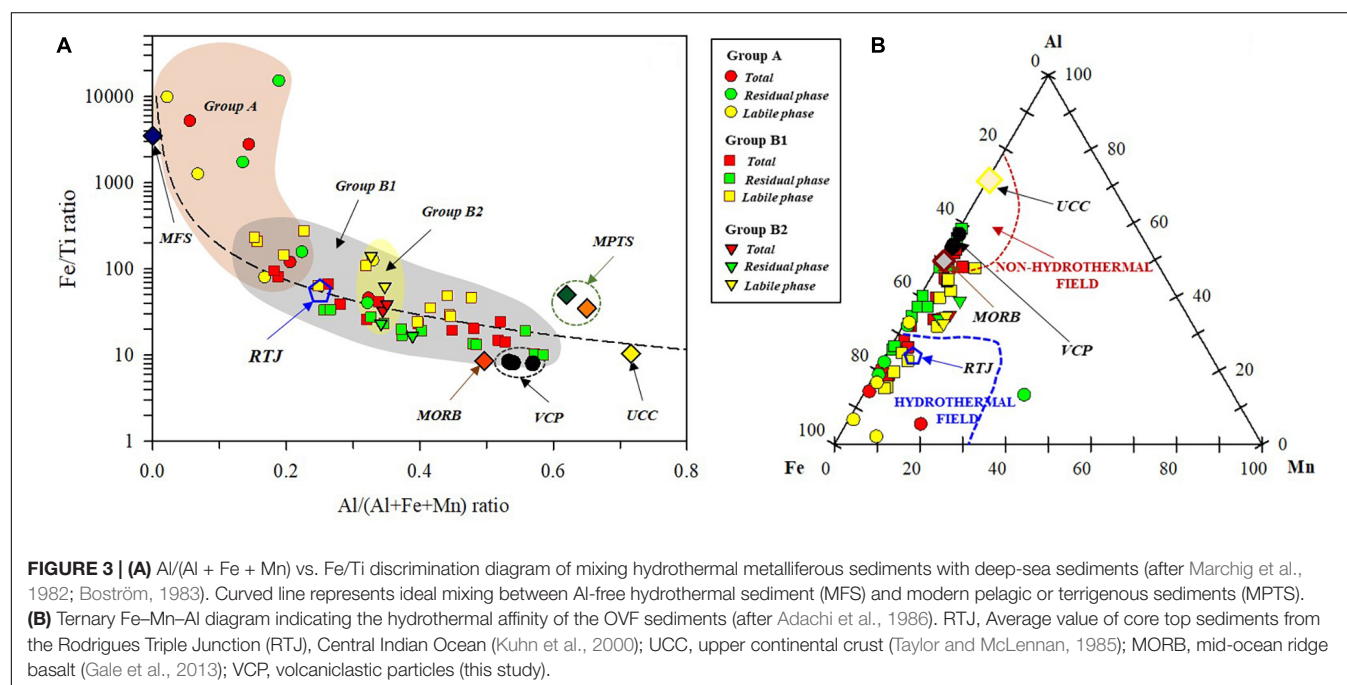 A
10000
1000
100
10
1
Fe/Ti ratio
0.0
0.2
0.4
0.6
0.8
Al/(Al+Fe+Mn) ratio
Group A
MFS
Group B1
Group B2
MPTS
RTJ
MORB
VCP
UCC
Group A
Total
Residual phase
Labile phase
Group B1
Total
Residual phase
Labile phase
Group B2
Total
Residual phase
Labile phase
B
Al
0
100
20
80
40
60
60
40
80
20
100
0
Fe
0
20
40
60
80
100
Mn
UCC
NON-HYDROTHERMAL
FIELD
MORB
VCP
RTJ
HYDROTHERMAL
FIELD
FIGURE 3 | (A) Al/(Al + Fe + Mn) vs. Fe/Ti discrimination diagram of mixing hydrothermal metalliferous sediments with deep-sea sediments (after Marchig et al.,
1982; Boström, 1983). Curved line represents ideal mixing between Al-free hydrothermal sediment (MFS) and modern pelagic or terrigenous sediments (MPTS).
(B) Ternary Fe–Mn–Al diagram indicating the hydrothermal affinity of the OVF sediments (after Adachi et al., 1986). RTJ, Average value of core top sediments from
the Rodrigues Triple Junction (RTJ), Central Indian Ocean (Kuhn et al., 2000); UCC, upper continental crust (Taylor and McLennan, 1985); MORB, mid-ocean ridge
basalt (Gale et al., 2013); VCP, volcaniclastic particles (this study).